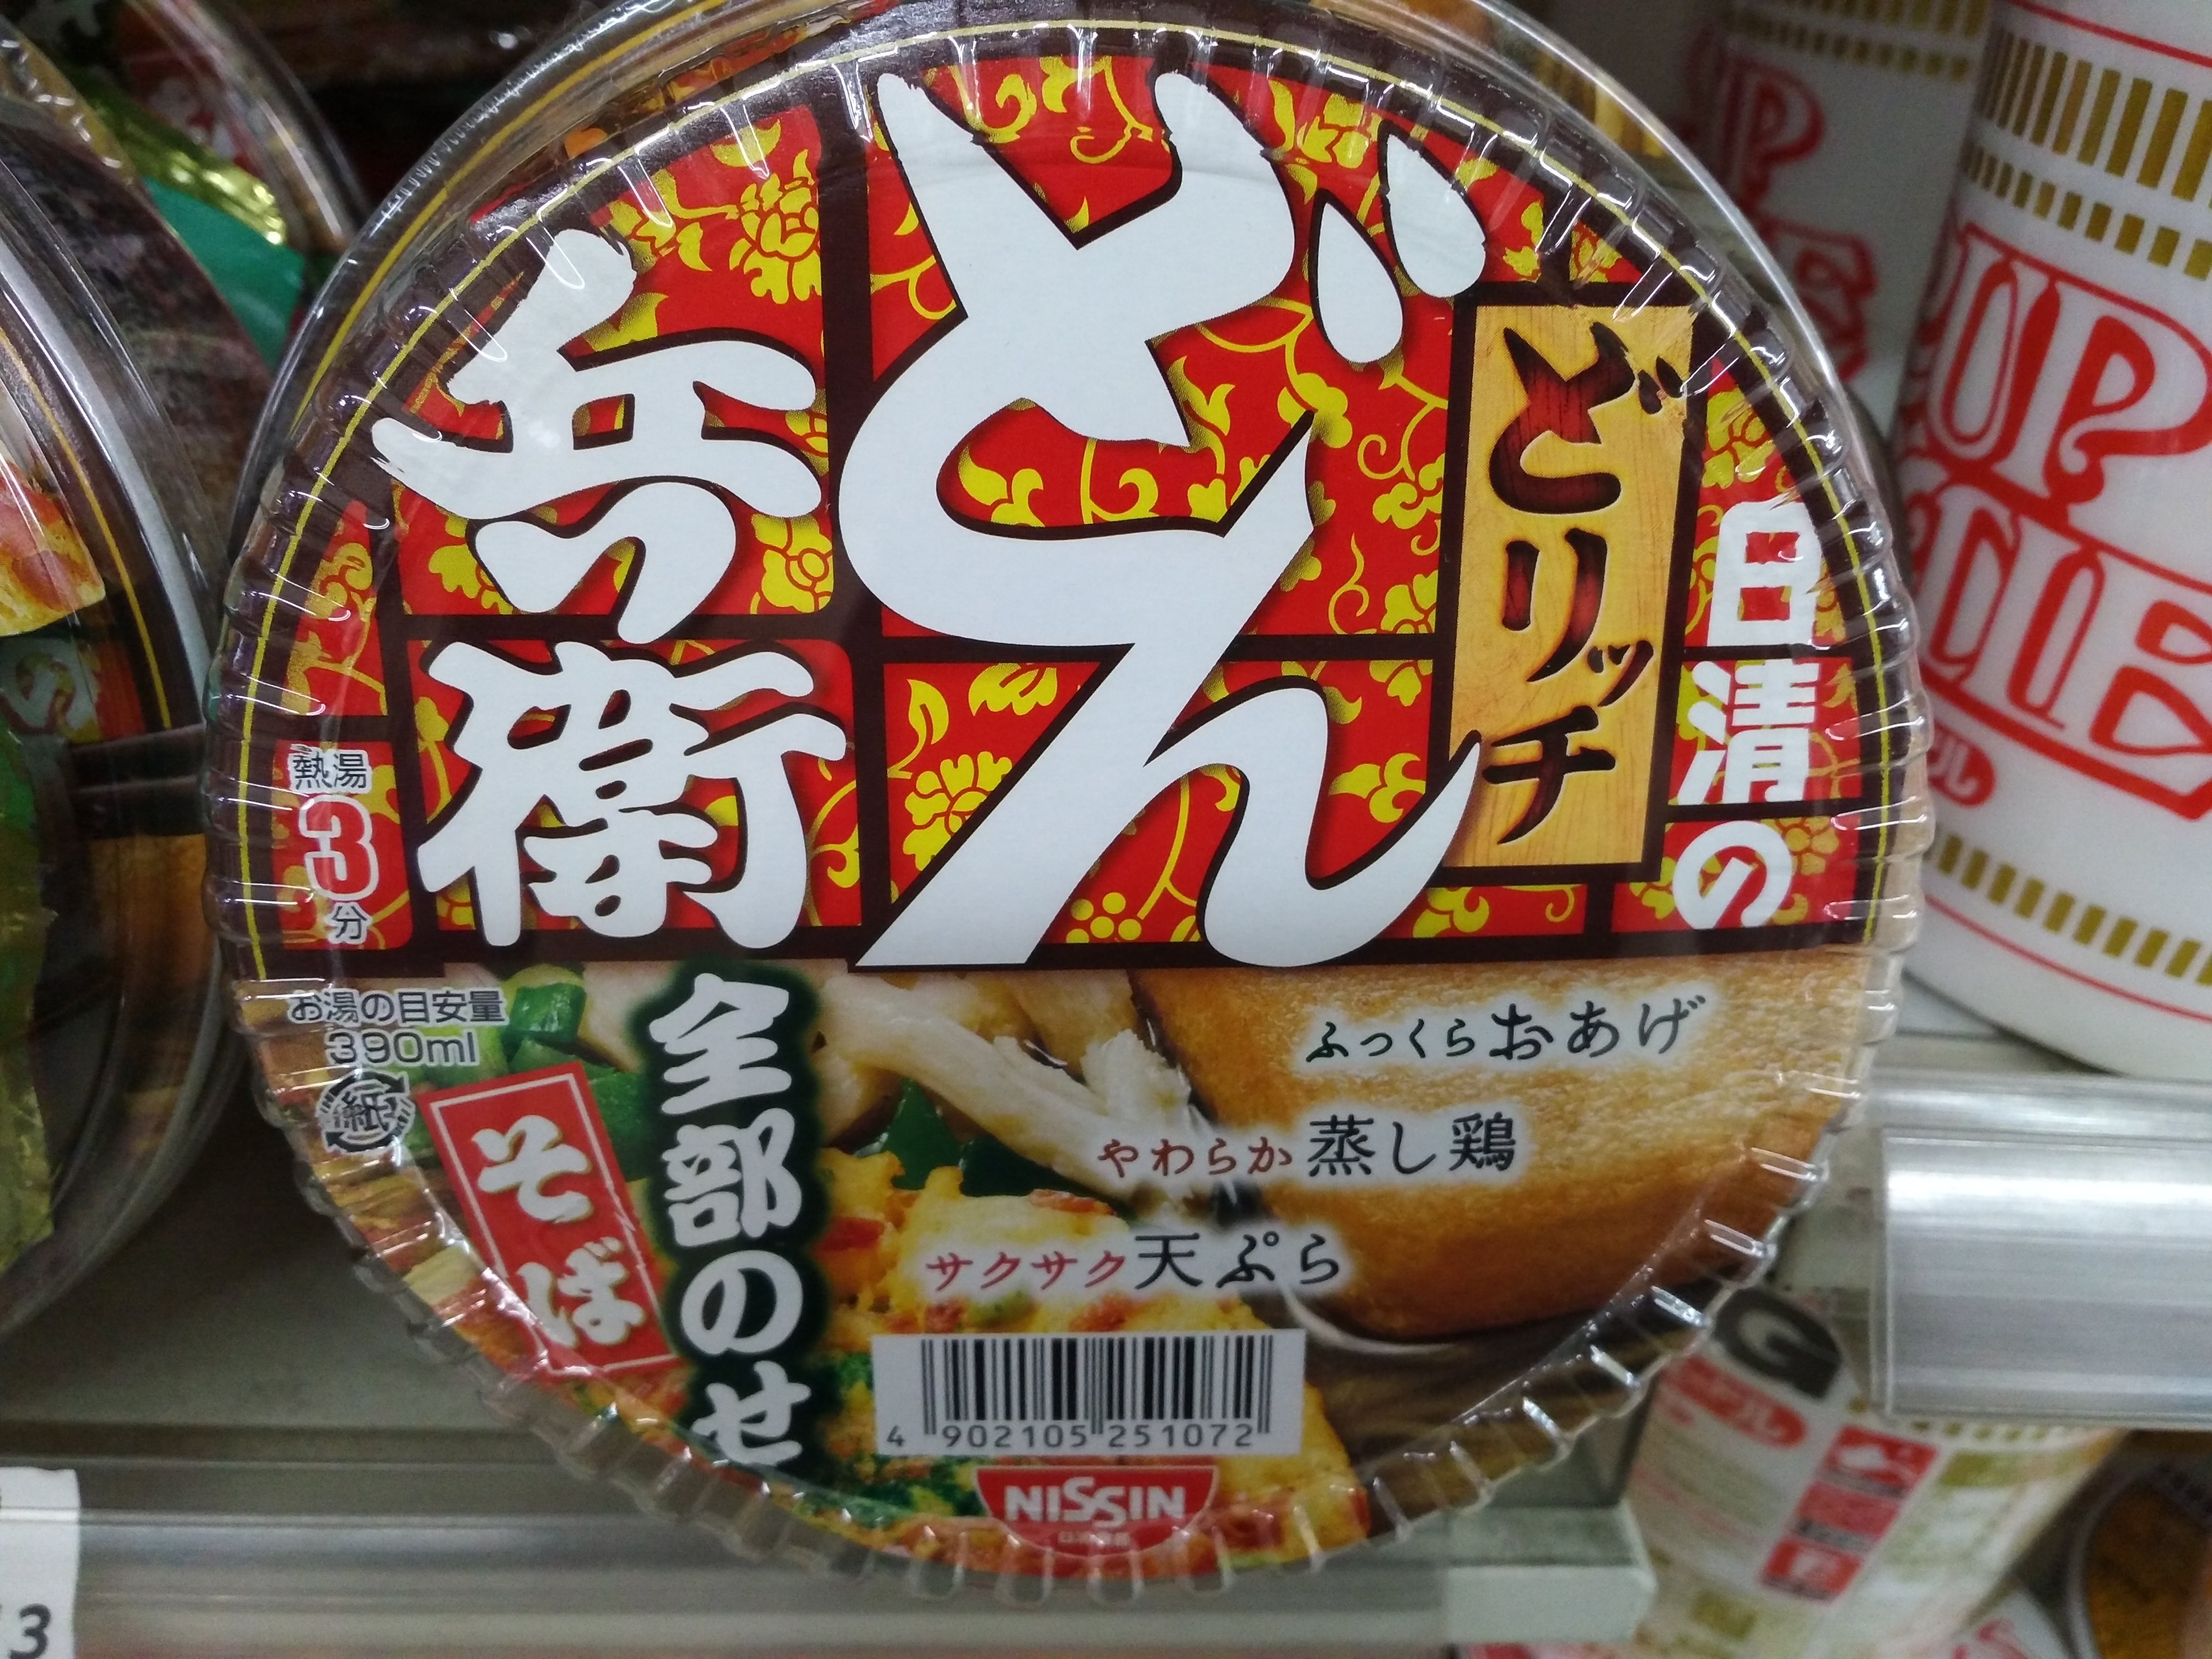 日清の
どリッチ
どん
兵衛
熱湯
3
分
お湯の目安量
390ml
紙
そば
全部のせ
ふっくらおあげ
やわらか蒸し鶏
サクサク天ぷら
4 902105 251072
NISSIN
CUP
G
3